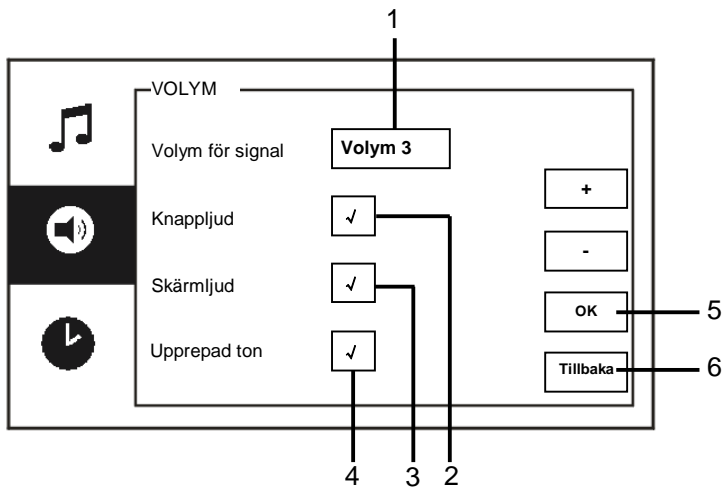 1
VOLYM
Volym för signal
Volym 3
+
Knappljud
√
-
Skärmljud
√
OK
5
Upprepad ton
√
Tillbaka
6
4
3
2